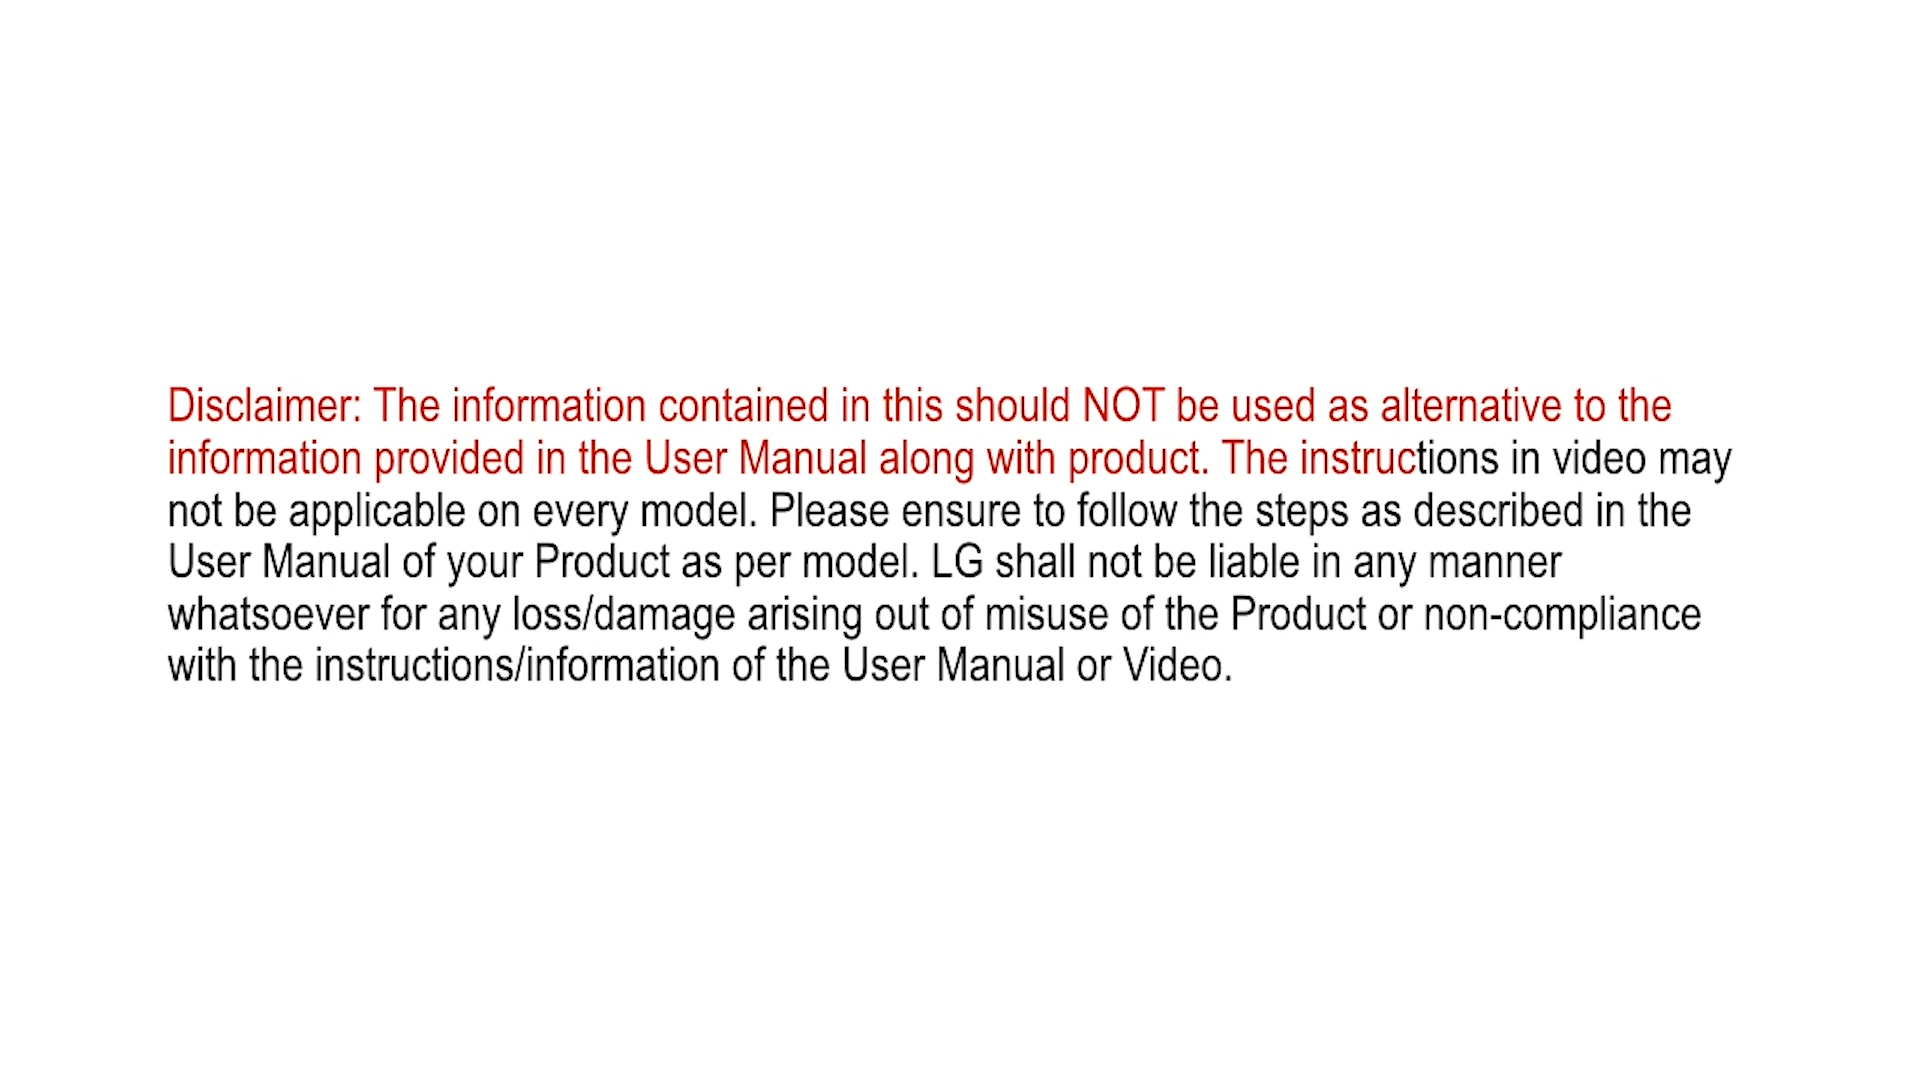 Disclaimer: The information contained in this should NOT be used as alternative to the
information provided in the User Manual along with product. The instructions in video may
not be applicable on every model. Please ensure to follow the steps as described in the
User Manual of your Product as per model. LG shall not be liable in any manner
whatsoever for any loss/damage arising out of misuse of the Product or non-compliance
with the instructions/information of the User Manual or Video.